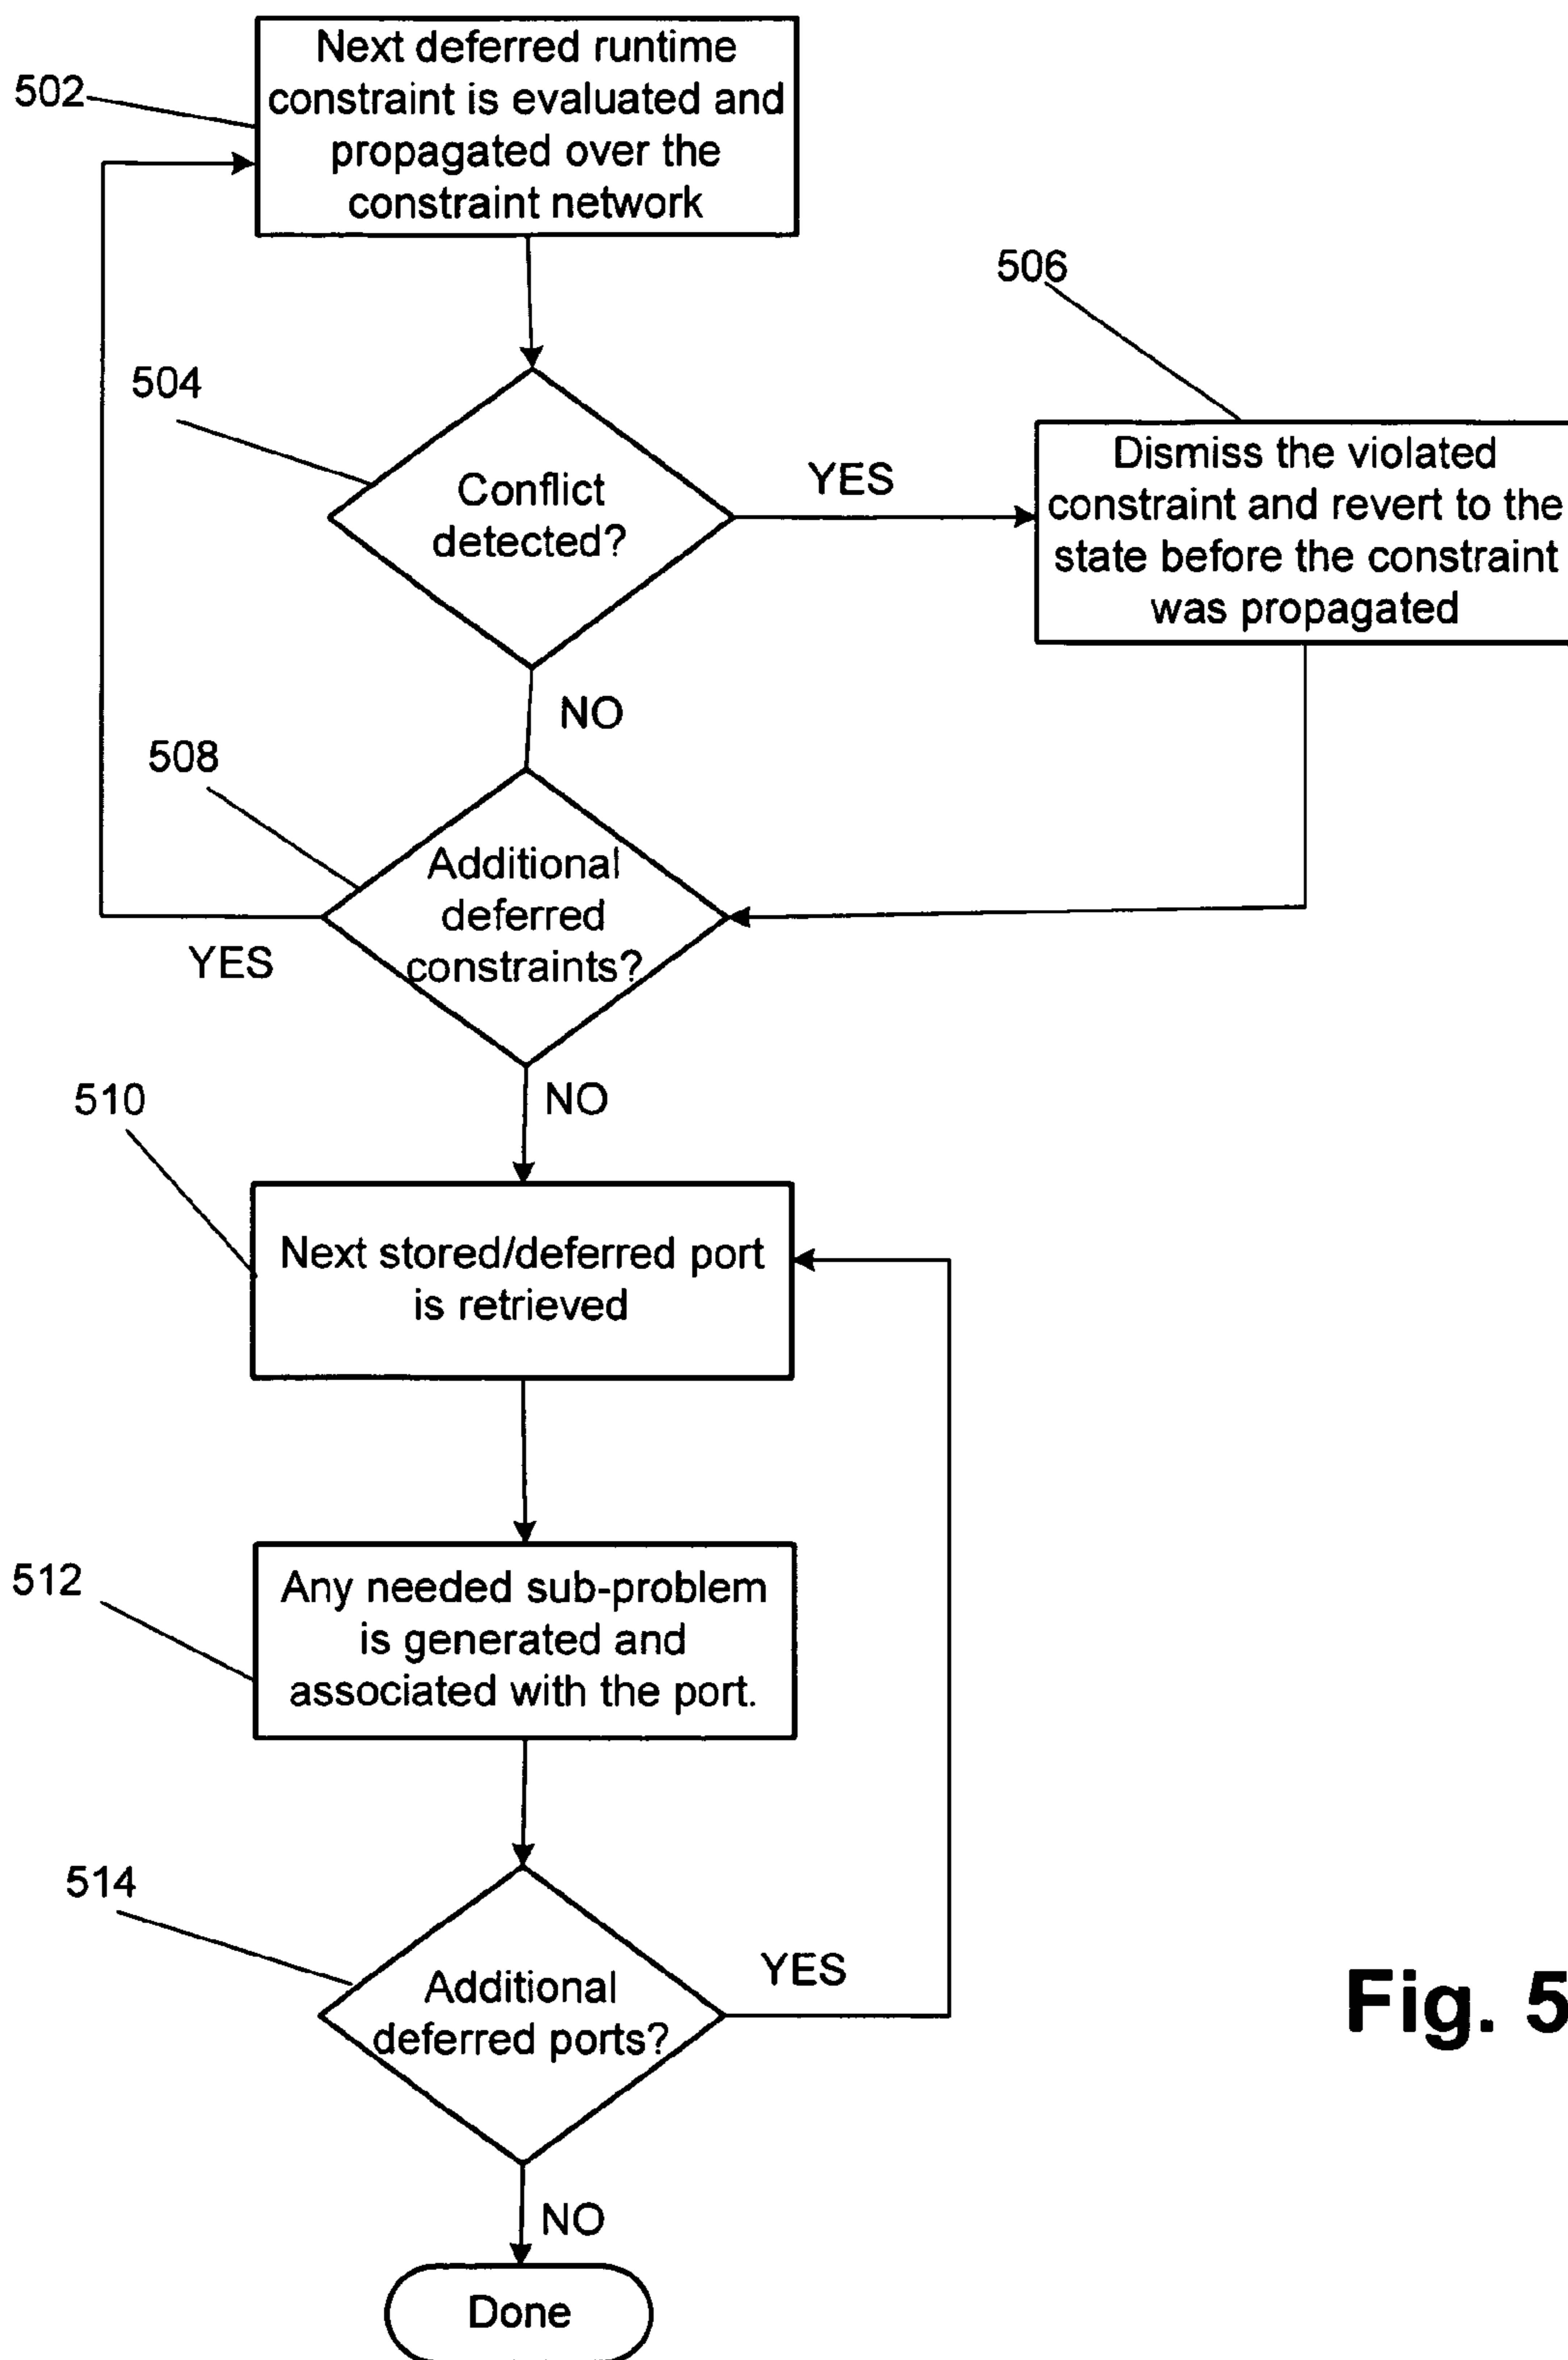 Next deferred runtime
constraint is evaluated and
propagated over the
constraint network
502
506
504
Conflict
detected?
YES
Dismiss the violated
constraint and revert to the
state before the constraint
was propagated
NO
508
Additional
deferred
constraints?
YES
NO
510
Next stored/deferred port
is retrieved
512
Any needed sub-problem
is generated and
associated with the port.
514
Additional
deferred ports?
YES
Fig. 5
NO
Done